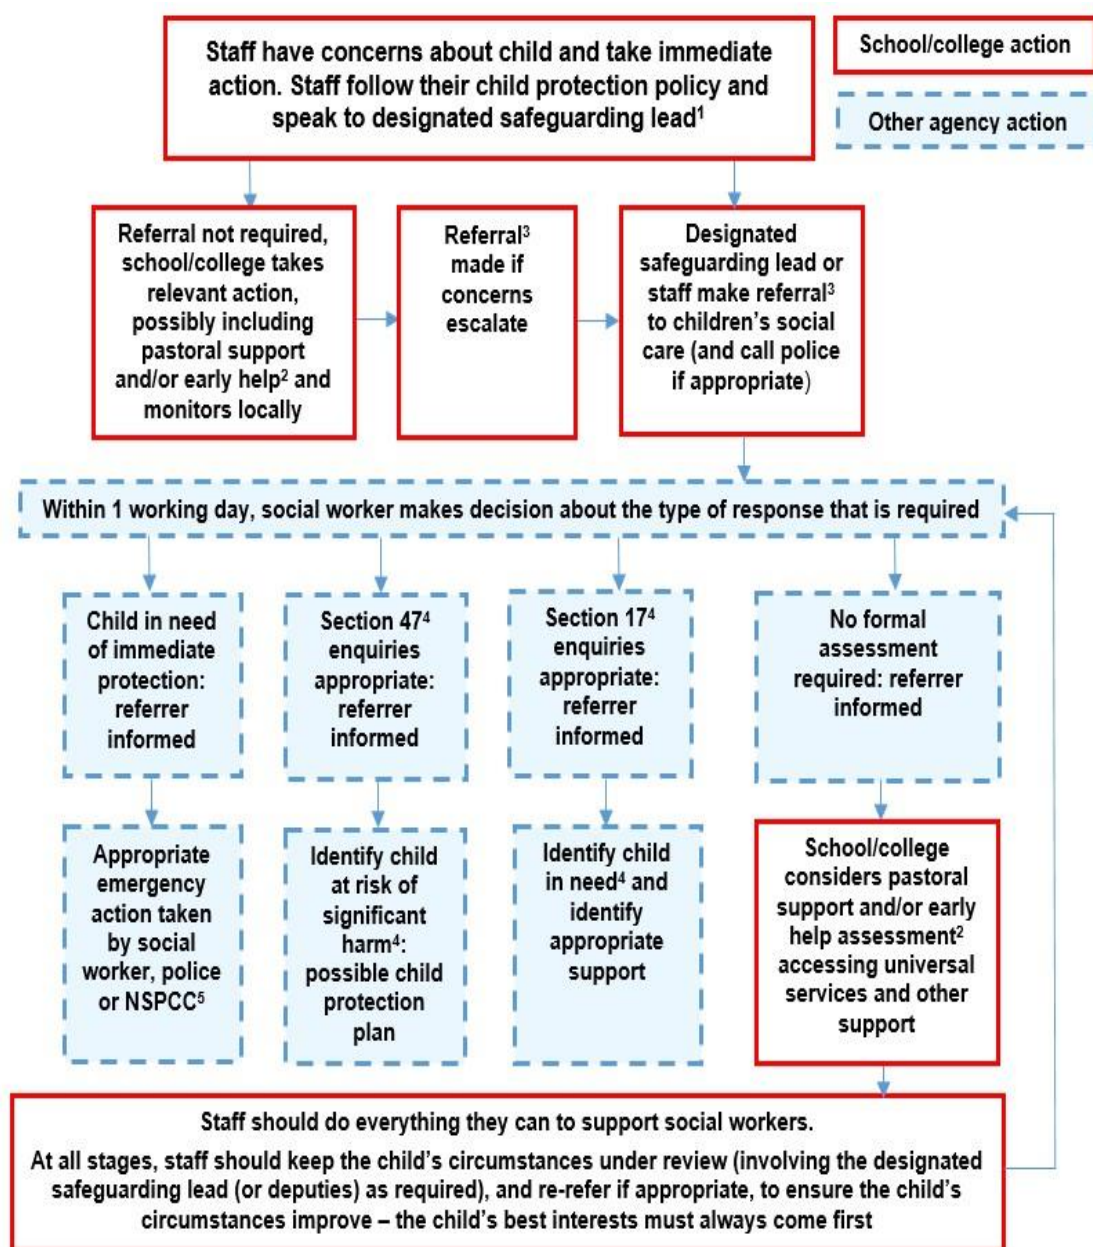 Staff have concerns about child and take immediate
action. Staff follow their child protection policy and
speak to designated safeguarding lead¹
School/college action
Other agency action
Referral not required,
school/college takes
relevant action,
possibly including
pastoral support
and/or early help² and
monitors locally
Referral³
made if
concerns
escalate
Designated
safeguarding lead or
staff make referral³
to children’s social
care (and call police
if appropriate)
Within 1 working day, social worker makes decision about the type of response that is required
Child in need
of immediate
protection:
referrer
informed
Section 47⁴
enquiries
appropriate:
referrer
informed
Section 17⁴
enquiries
appropriate:
referrer
informed
No formal
assessment
required: referrer
informed
Appropriate
emergency
action taken
by social
worker, police
or NSPCC⁵
Identify child
at risk of
significant
harm⁴:
possible child
protection
plan
Identify child
in need⁴ and
identify
appropriate
support
School/college
considers pastoral
support and/or early
help assessment²
accessing universal
services and other
support
Staff should do everything they can to support social workers.
At all stages, staff should keep the child’s circumstances under review (involving the designated
safeguarding lead (or deputies) as required), and re-refer if appropriate, to ensure the child’s
circumstances improve – the child’s best interests must always come first